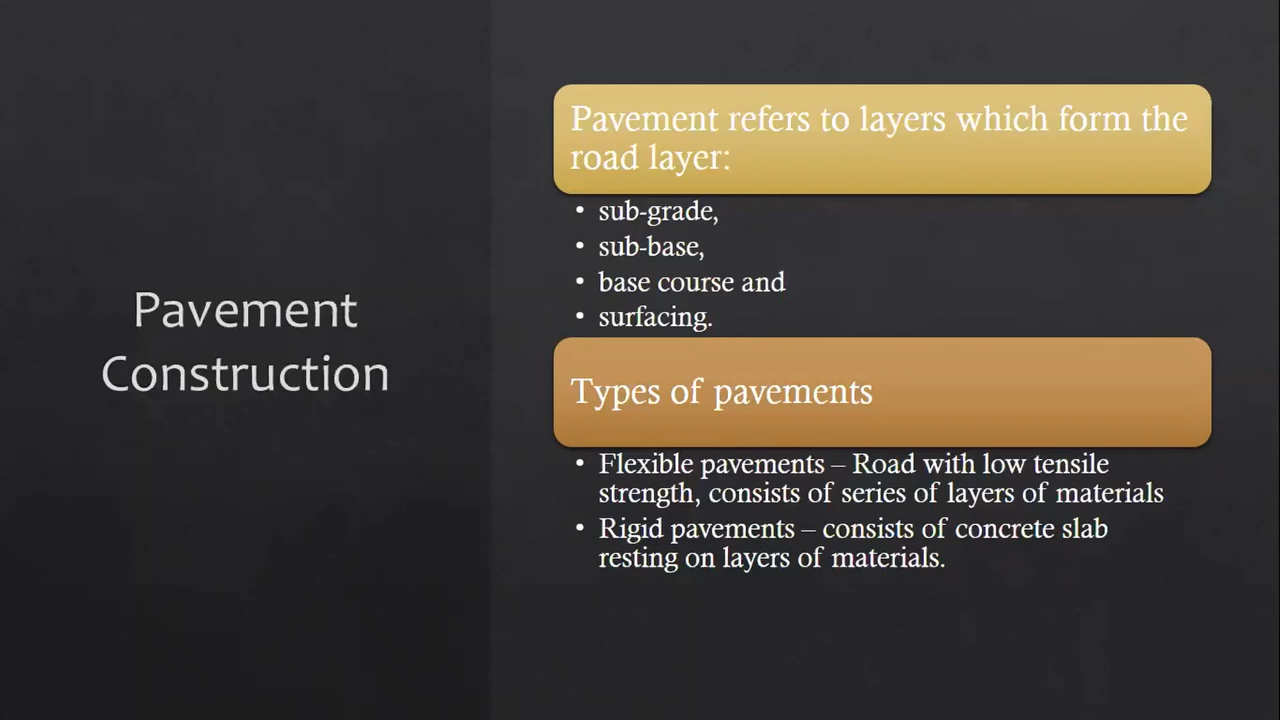 Pavement
Construction
Pavement refers to layers which form the
road layer:
• sub-grade,
• sub-base,
• base course and
• surfacing.
Types of pavements
• Flexible pavements – Road with low tensile
strength, consists of series of layers of materials
• Rigid pavements – consists of concrete slab
resting on layers of materials.